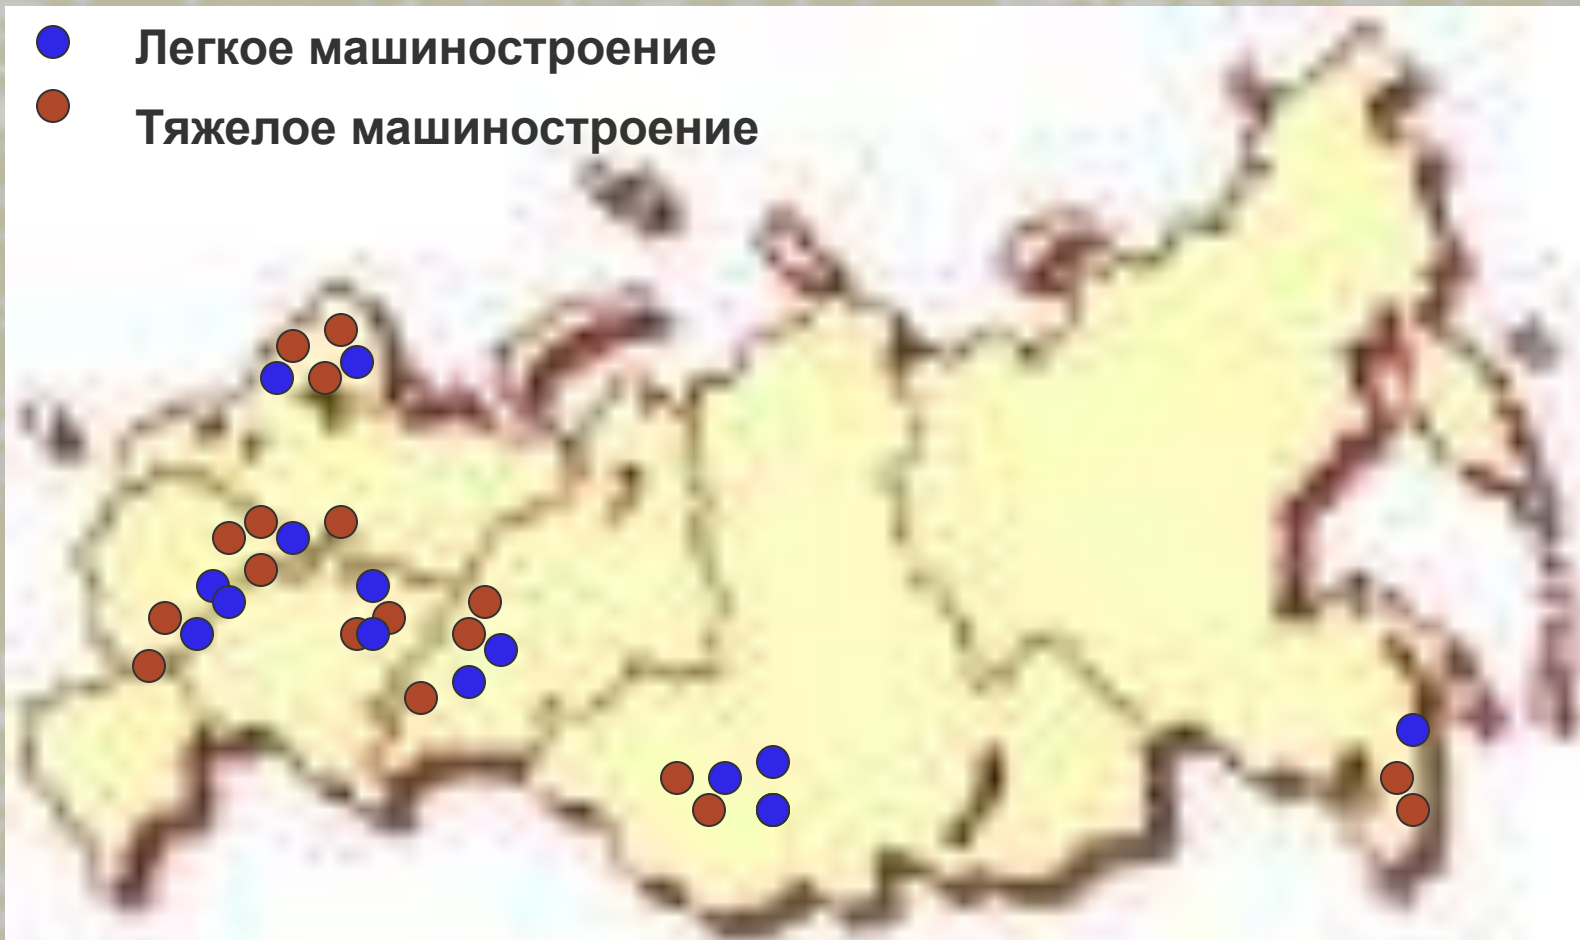 Легкое машиностроение
Тяжелое машиностроение